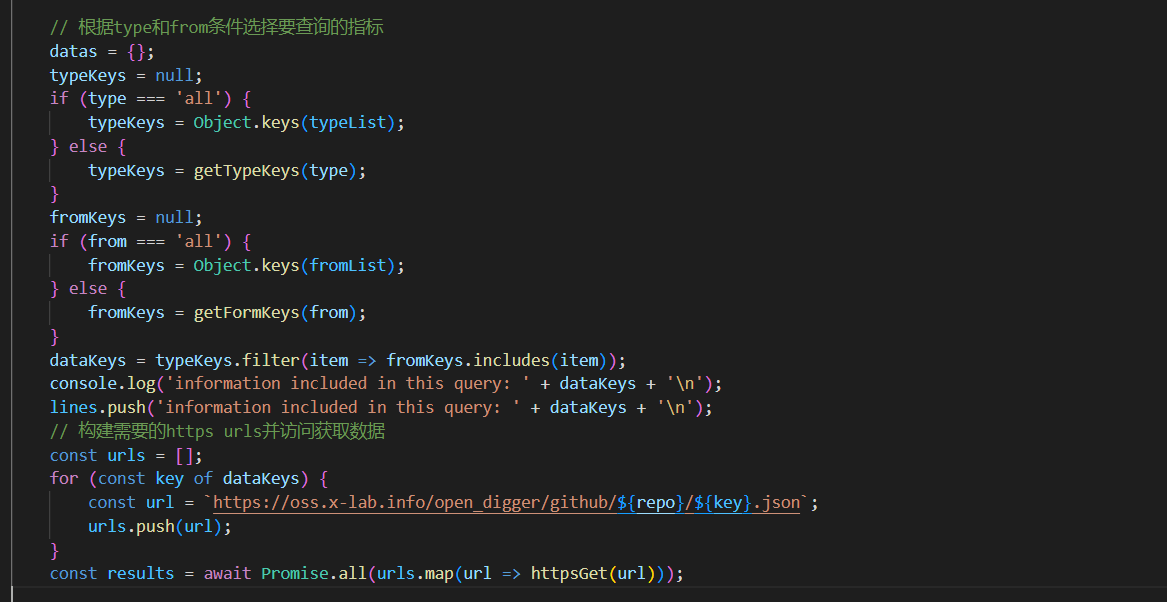 // 根据type和from条件选择要查询的指标
datas = {};
typeKeys = null;
if (type === 'all') {
    typeKeys = Object.keys(typeList);
} else {
    typeKeys = getTypeKeys(type);
}
fromKeys = null;
if (from === 'all') {
    fromKeys = Object.keys(fromList);
} else {
    fromKeys = getFormKeys(from);
}
dataKeys = typeKeys.filter(item => fromKeys.includes(item));
console.log('information included in this query: ' + dataKeys + '\n');
lines.push('information included in this query: ' + dataKeys + '\n');
// 构建需要的https urls并访问获取数据
const urls = [];
for (const key of dataKeys) {
    const url = `https://oss.x-lab.info/open_digger/github/${repo}/${key}.json`;
    urls.push(url);
}
const results = await Promise.all(urls.map(url => httpsGet(url)));